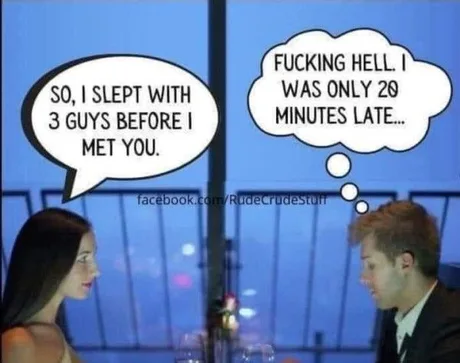 SO, I SLEPT WITH
3 GUYS BEFORE I
MET YOU.
FUCKING HELL. I
WAS ONLY 20
MINUTES LATE...
facebook.com/RudeCrudeStuff